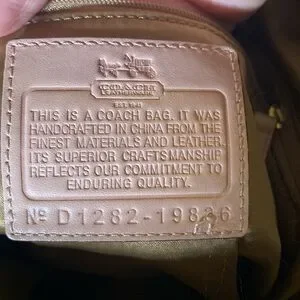 COACH
LEATHERWARE
EST. 1941
THIS IS A COACH BAG. IT WAS
HANDCRAFTED IN CHINA FROM THE
FINEST MATERIALS AND LEATHER.
ITS SUPERIOR CRAFTSMANSHIP
REFLECTS OUR COMMITMENT TO
ENDURING QUALITY.
Nº D1282-19826